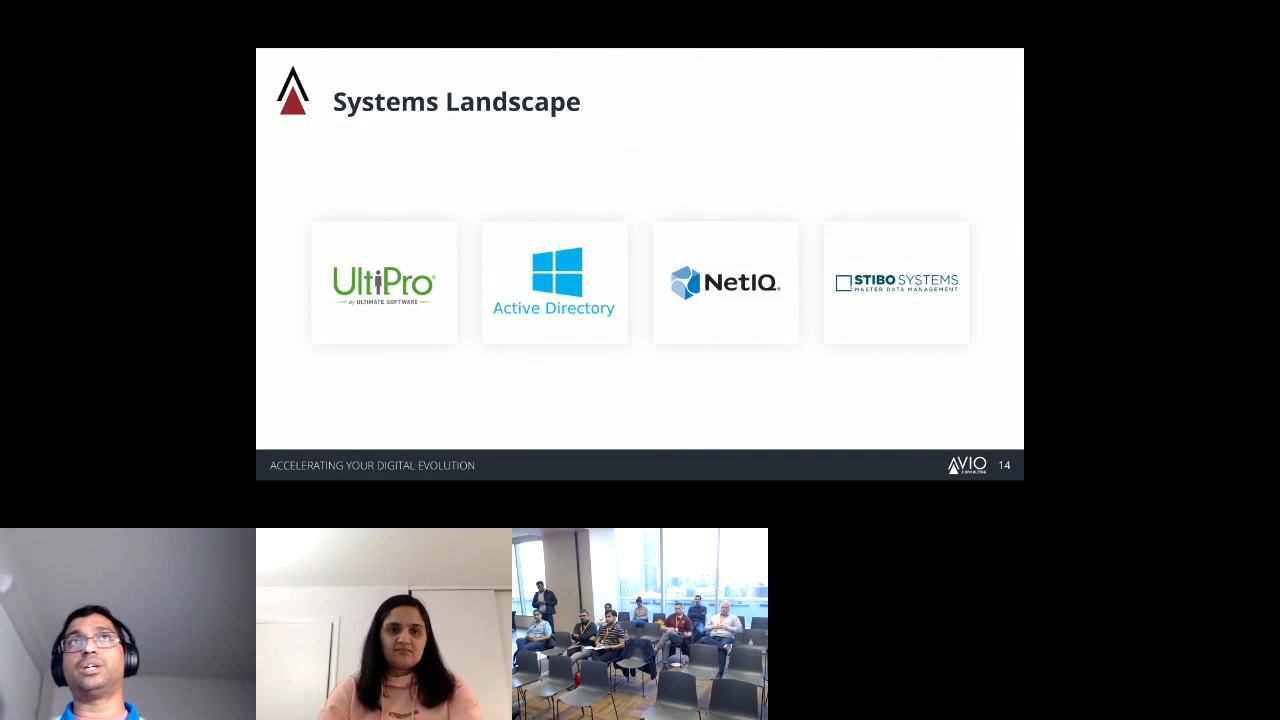 Systems Landscape
UltiPro®
by ULTIMATE SOFTWARE
Active Directory
NetIQ.
STIBO SYSTEMS
MASTER DATA MANAGEMENT
ACCELERATING YOUR DIGITAL EVOLUTION
AVIO
CONSULTING
14